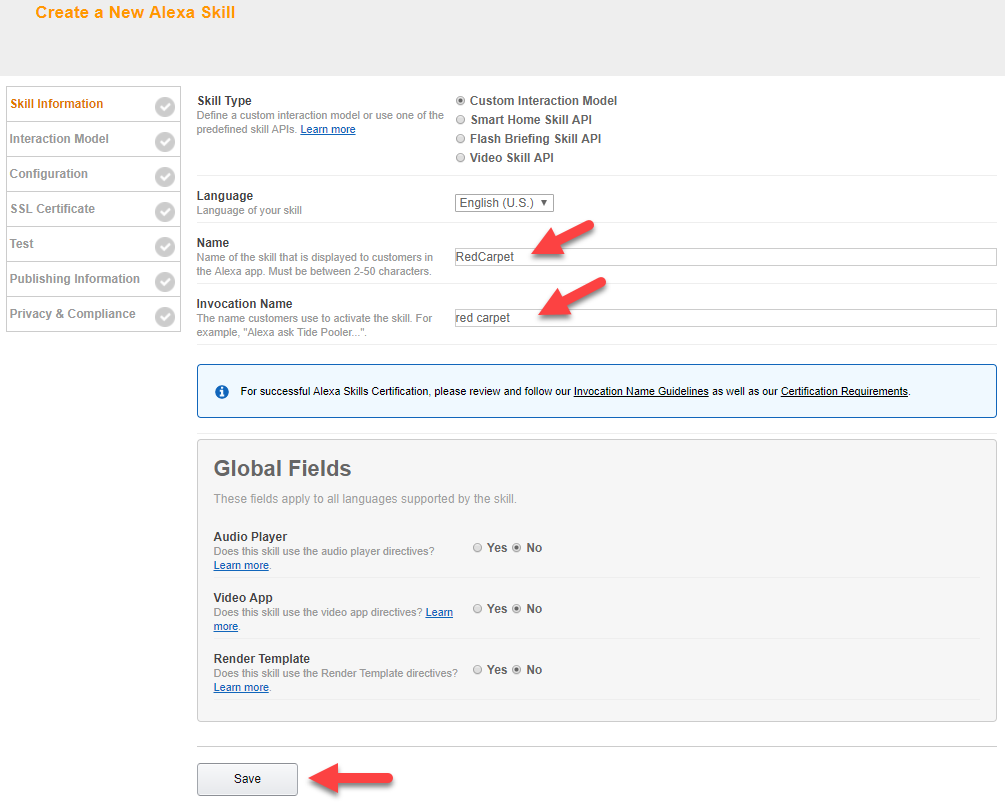 Create a New Alexa Skill
Skill Information
Interaction Model
Configuration
SSL Certificate
Test
Publishing Information
Privacy & Compliance
Skill Type
Define a custom interaction model or use one of the
predefined skill APIs. Learn more
Custom Interaction Model
Smart Home Skill API
Flash Briefing Skill API
Video Skill API
Language
Language of your skill
English (U.S.)
Name
Name of the skill that is displayed to customers in
the Alexa app. Must be between 2-50 characters.
RedCarpet
Invocation Name
The name customers use to activate the skill. For
example, "Alexa ask Tide Pooler...".
red carpet
For successful Alexa Skills Certification, please review and follow our Invocation Name Guidelines as well as our Certification Requirements.
Global Fields
These fields apply to all languages supported by the skill.
Audio Player
Does this skill use the audio player directives?
Learn more.
Yes No
Video App
Does this skill use the video app directives? Learn
more.
Yes No
Render Template
Does this skill use the Render Template directives?
Learn more.
Yes No
Save